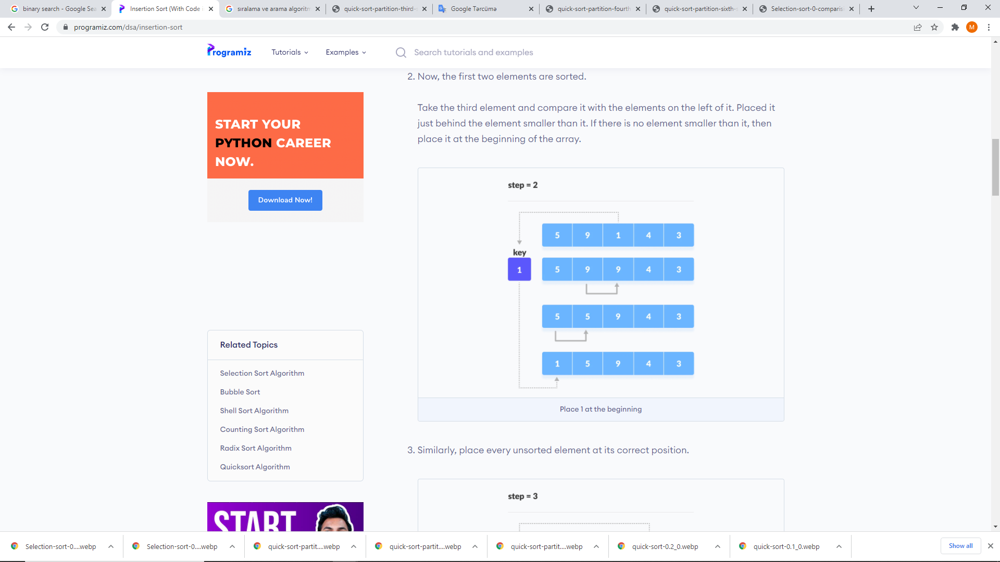 binary search - Google Sea
Insertion Sort (With Code
sıralama ve arama algoritm
quick-sort-partition-third-s
Google Tərcümə
quick-sort-partition-fourth
quick-sort-partition-sixth-s
Selection-sort-0-comparis
programiz.com/dsa/insertion-sort
M
Programiz
Tutorials
Examples
Search tutorials and examples
2. Now, the first two elements are sorted.
Take the third element and compare it with the elements on the left of it. Placed it
just behind the element smaller than it. If there is no element smaller than it, then
place it at the beginning of the array.
START YOUR
PYTHON CAREER
NOW.
Download Now!
step = 2
5 9 1 4 3
key
1 5 9 9 4 3
5 5 9 4 3
1 5 9 4 3
Place 1 at the beginning
Related Topics
Selection Sort Algorithm
Bubble Sort
Shell Sort Algorithm
Counting Sort Algorithm
Radix Sort Algorithm
Quicksort Algorithm
3. Similarly, place every unsorted element at its correct position.
step = 3
START
Selection-sort-0....webp
Selection-sort-0....webp
quick-sort-partit....webp
quick-sort-partit....webp
quick-sort-partit....webp
quick-sort-0.2_0.webp
quick-sort-0.1_0.webp
Show all